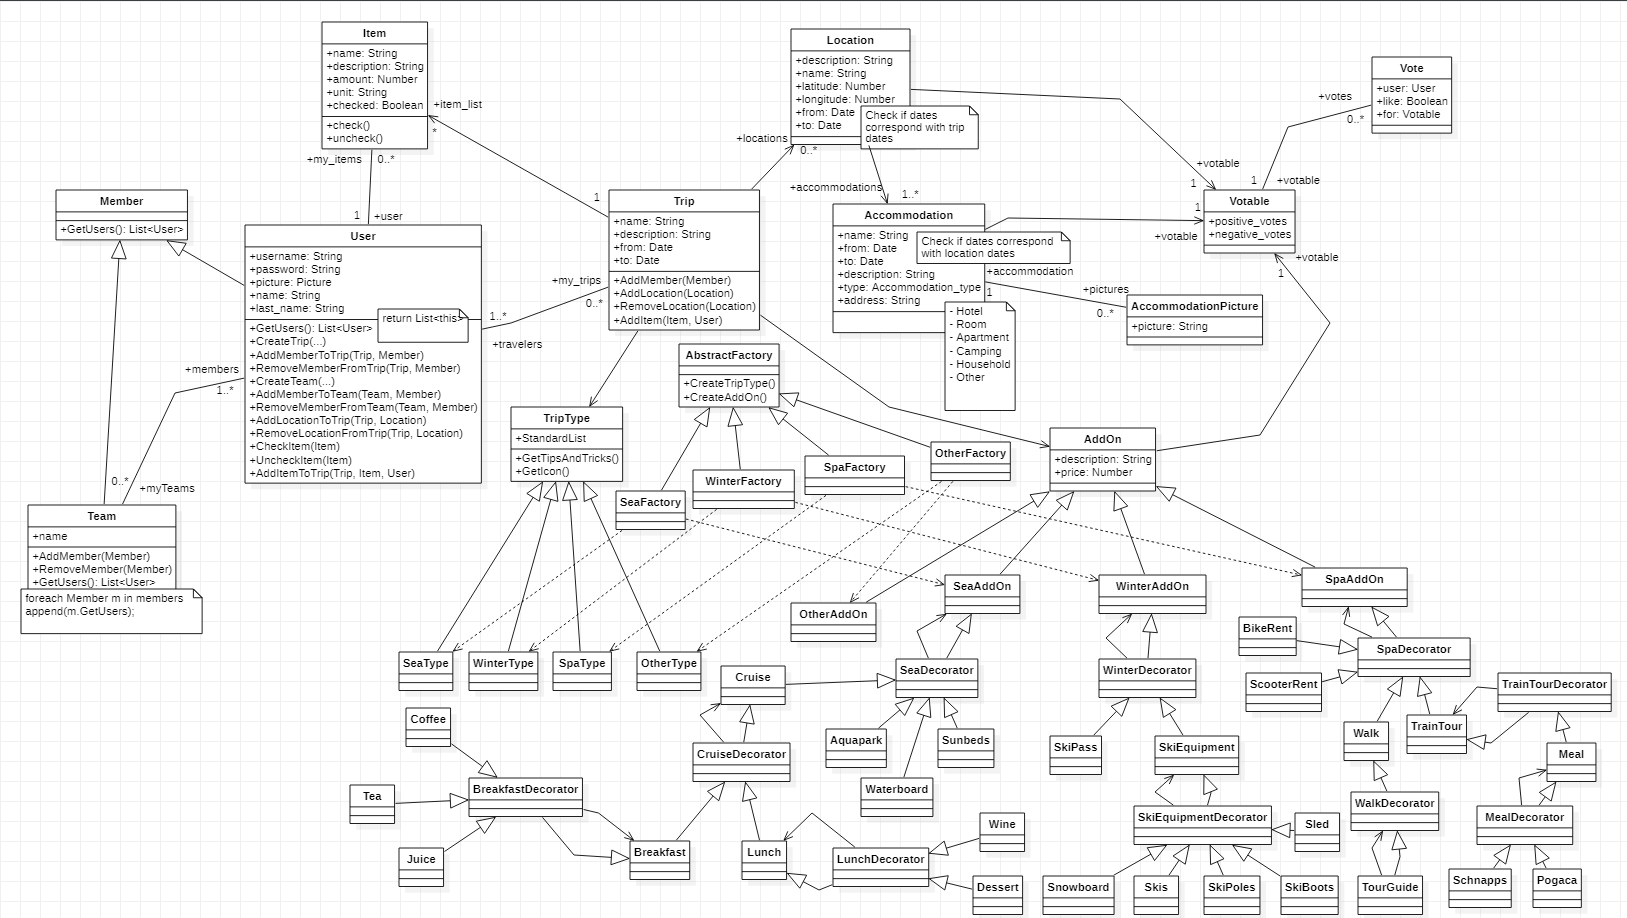 Item
+name: String
+description: String
+amount: Number
+unit: String
+checked: Boolean
+check()
+uncheck()
+item_list
*
+my_items
0..*
1
+user
1
Location
+description: String
+name: String
+latitude: Number
+longitude: Number
+from: Date
+to: Date
Check if dates
correspond with trip
dates
+locations
0..*
+accommodations
1..*
Vote
+user: User
+like: Boolean
+for: Votable
+votes
0..*
1
+votable
+votable
1
Votable
+positive_votes
+negative_votes
1
+votable
+votable
1
Member
+GetUsers(): List<User>
User
+username: String
+password: String
+picture: Picture
+name: String
+last_name: String
return List<this>
+GetUsers(): List<User>
+CreateTrip(...)
+AddMemberToTrip(Trip, Member)
+RemoveMemberFromTrip(Trip, Member)
+CreateTeam(...)
+AddMemberToTeam(Team, Member)
+RemoveMemberFromTeam(Team, Member)
+AddLocationToTrip(Trip, Location)
+RemoveLocationFromTrip(Trip, Location)
+CheckItem(Item)
+UncheckItem(Item)
+AddItemToTrip(Trip, Item, User)
+my_trips
0..*
1..*
+travelers
+members
1..*
0..*
+myTeams
Trip
+name: String
+description: String
+from: Date
+to: Date
+AddMember(Member)
+AddLocation(Location)
+RemoveLocation(Location)
+AddItem(Item, User)
Accommodation
+name: String
+from: Date
+to: Date
+description: String
+type: Accommodation_type
+address: String
Check if dates correspond
with location dates
+accommodation
1
- Hotel
- Room
- Apartment
- Camping
- Household
- Other
+pictures
0..*
AccommodationPicture
+picture: String
AbstractFactory
+CreateTripType()
+CreateAddOn()
TripType
+StandardList
+GetTipsAndTricks()
+GetIcon()
AddOn
+description: String
+price: Number
Team
+name
+AddMember(Member)
+RemoveMember(Member)
+GetUsers(): List<User>
foreach Member m in members
append(m.GetUsers);
SeaFactory
WinterFactory
SpaFactory
OtherFactory
SeaAddOn
WinterAddOn
SpaAddOn
OtherAddOn
SeaType
WinterType
SpaType
OtherType
Cruise
SeaDecorator
WinterDecorator
BikeRent
SpaDecorator
ScooterRent
TrainTourDecorator
Coffee
CruiseDecorator
Aquapark
Sunbeds
SkiPass
SkiEquipment
Walk
TrainTour
Meal
BreakfastDecorator
Tea
Waterboard
WalkDecorator
SkiEquipmentDecorator
Sled
MealDecorator
Juice
Breakfast
Lunch
LunchDecorator
Wine
Dessert
Snowboard
Skis
SkiPoles
SkiBoots
TourGuide
Schnapps
Pogaca